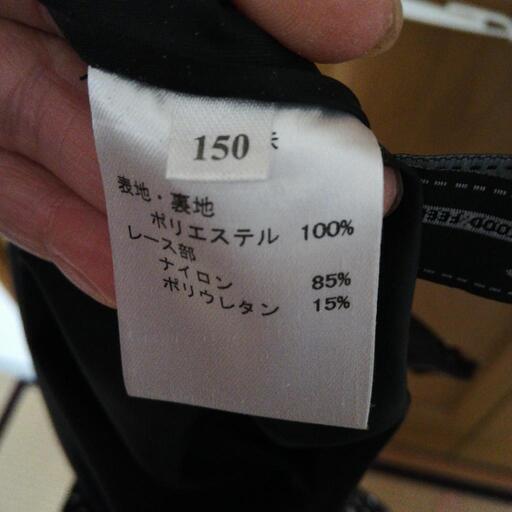 150
表地・裏地
ポリエステル 100%
レース部
ナイロン 85%
ポリウレタン 15%